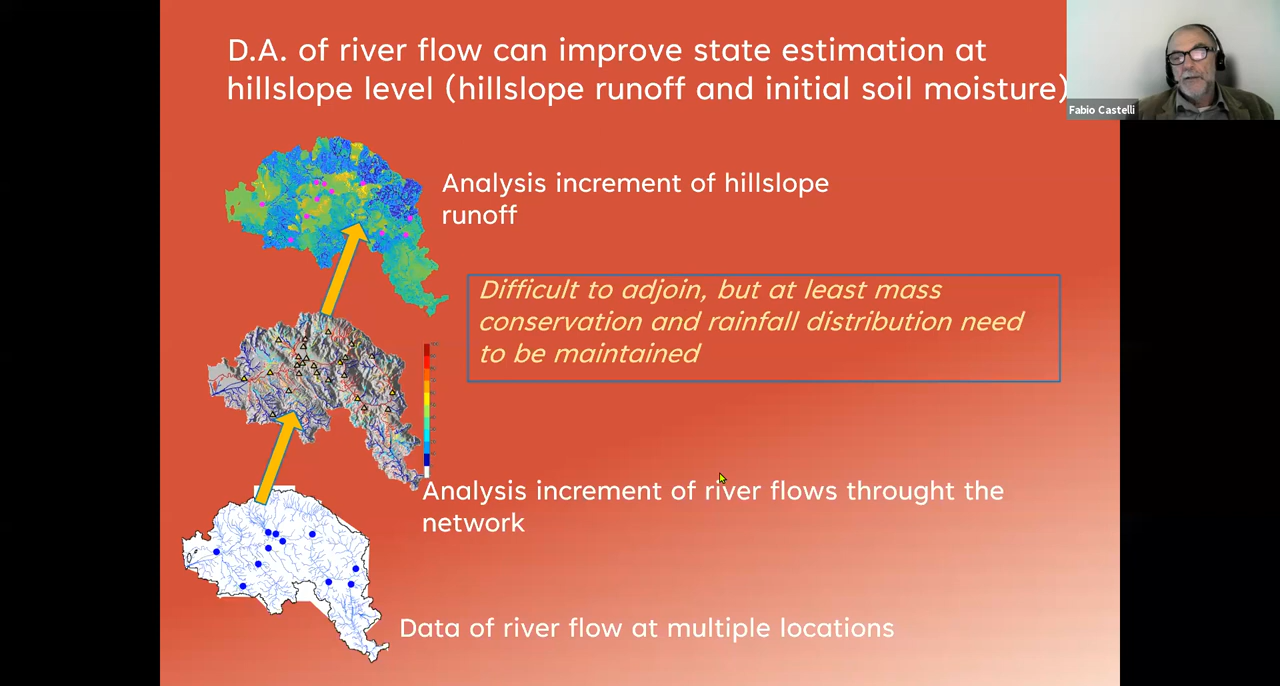 D.A. of river flow can improve state estimation at
hillslope level (hillslope runoff and initial soil moisture)
Fabio Castelli
Analysis increment of hillslope
runoff
Difficult to adjoin, but at least mass
conservation and rainfall distribution need
to be maintained
Analysis increment of river flows throught the
network
Data of river flow at multiple locations